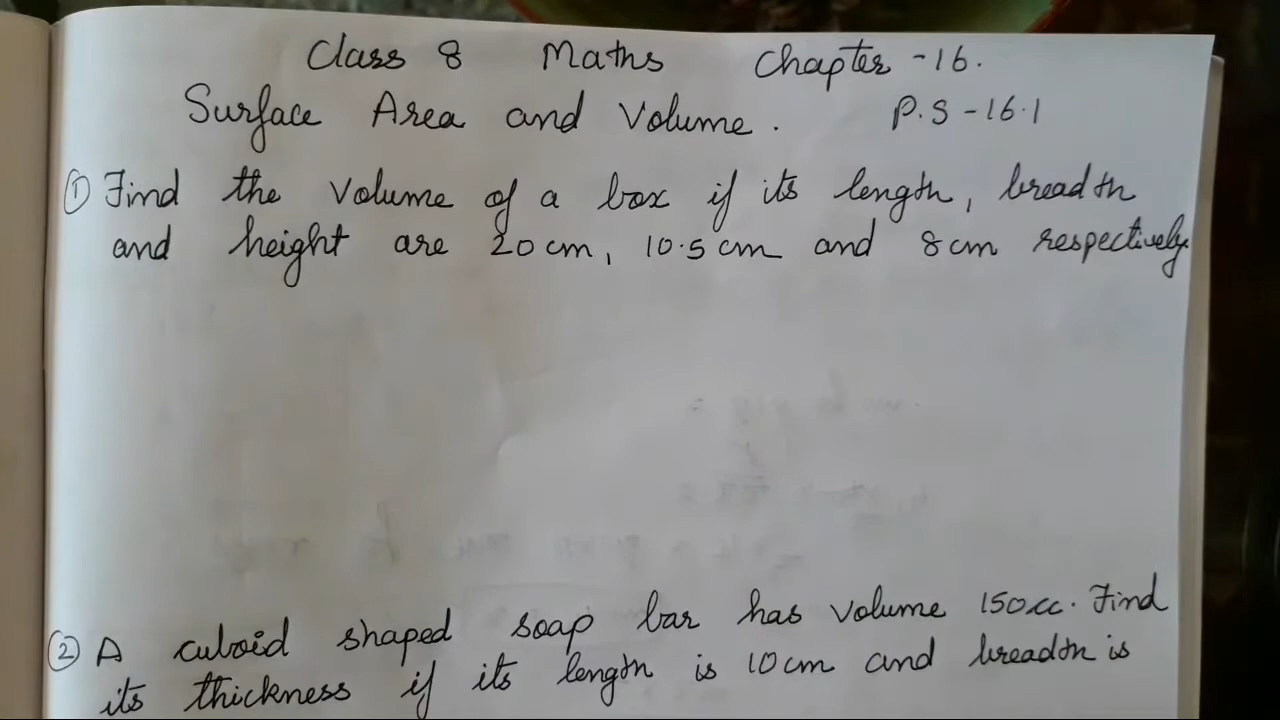 Class 8 Maths Chapter - 16.
Surface Area and Volume. P.S - 16.1
① Find the volume of a box if its length, breadth
and height are 20 cm, 10.5 cm and 8 cm respectively.
② A cuboid shaped soap bar has volume 150cc. Find
its thickness if its length is 10 cm and breadth is